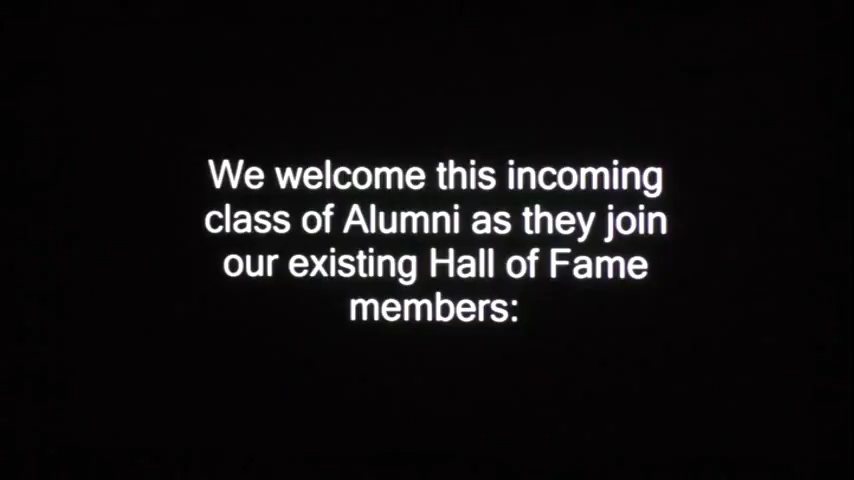 We welcome this incoming
class of Alumni as they join
our existing Hall of Fame
members: